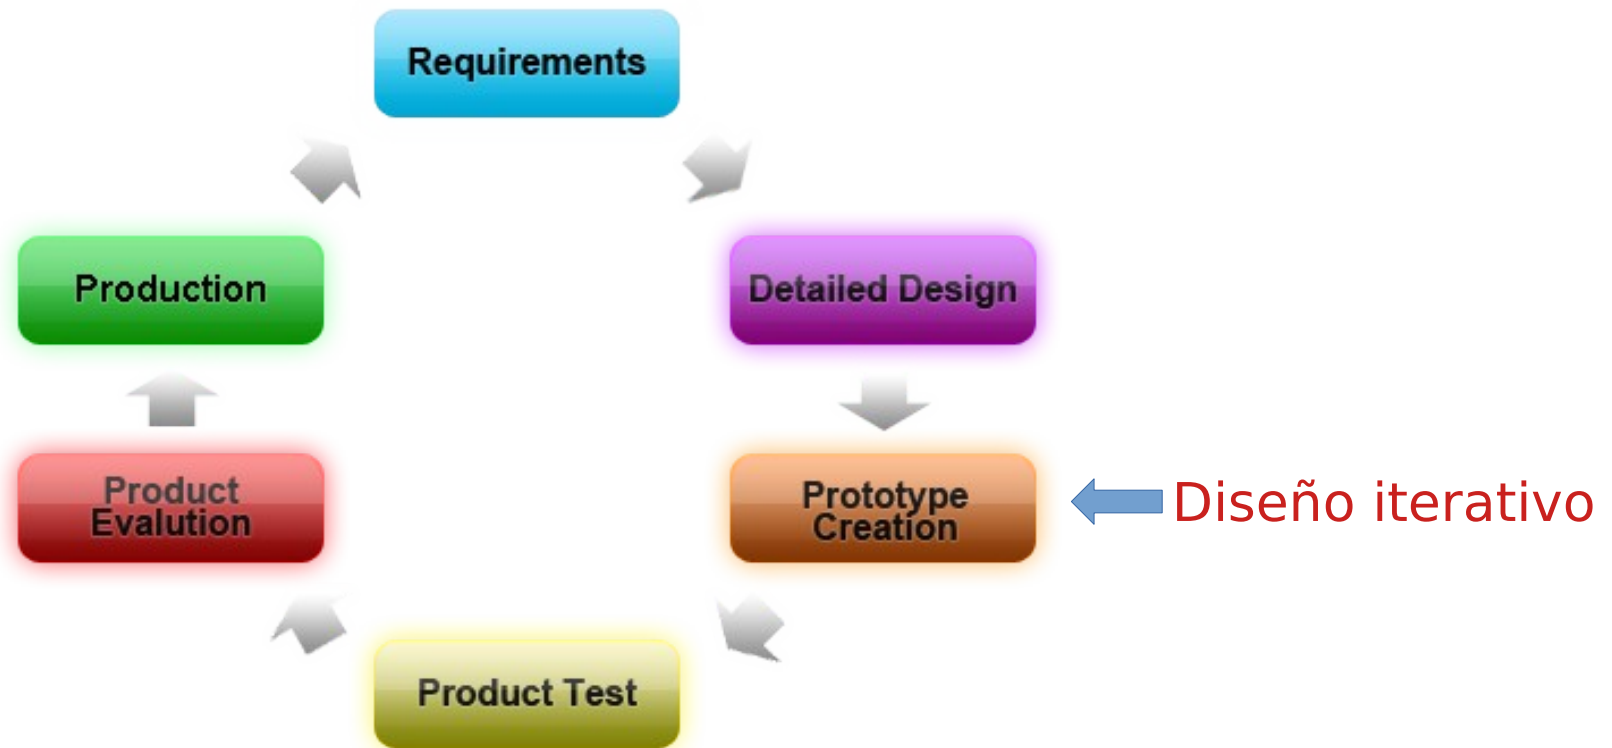 Requirements
Detailed Design
Prototype
Creation
Diseño iterativo
Product Test
Product
Evalution
Production